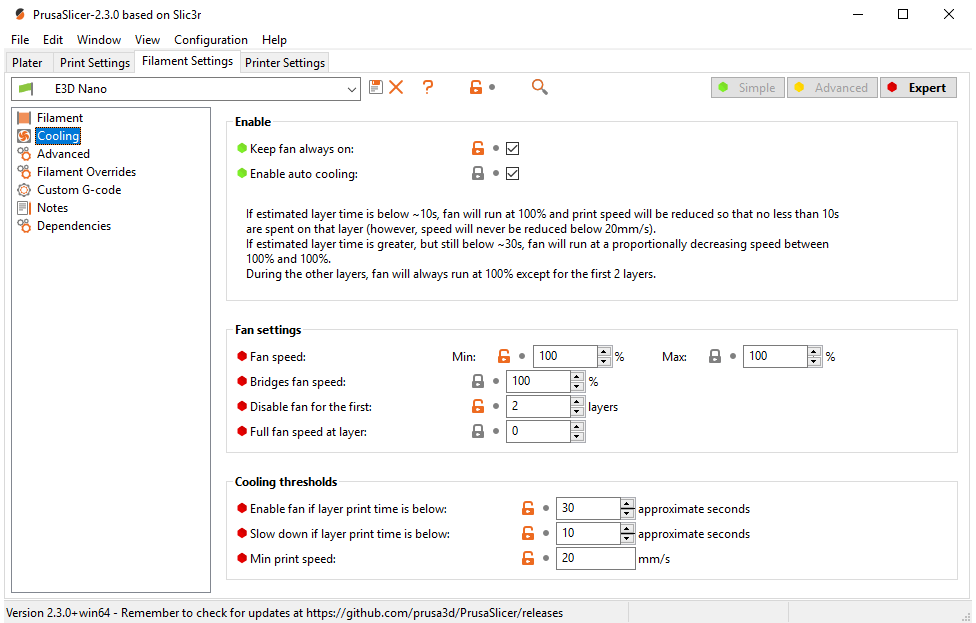 PrusaSlicer-2.3.0 based on Slic3r
File Edit Window View Configuration Help
Plater Print Settings Filament Settings Printer Settings
E3D Nano ? Simple Advanced Expert
Filament
Cooling
Advanced
Filament Overrides
Custom G-code
Notes
Dependencies
Enable
Keep fan always on:
Enable auto cooling:
If estimated layer time is below ~10s, fan will run at 100% and print speed will be reduced so that no less than 10s
are spent on that layer (however, speed will never be reduced below 20mm/s).
If estimated layer time is greater, but still below ~30s, fan will run at a proportionally decreasing speed between
100% and 100%.
During the other layers, fan will always run at 100% except for the first 2 layers.
Fan settings
Fan speed: Min: 100 % Max: 100 %
Bridges fan speed: 100 %
Disable fan for the first: 2 layers
Full fan speed at layer: 0
Cooling thresholds
Enable fan if layer print time is below: 30 approximate seconds
Slow down if layer print time is below: 10 approximate seconds
Min print speed: 20 mm/s
Version 2.3.0+win64 - Remember to check for updates at https://github.com/prusa3d/PrusaSlicer/releases